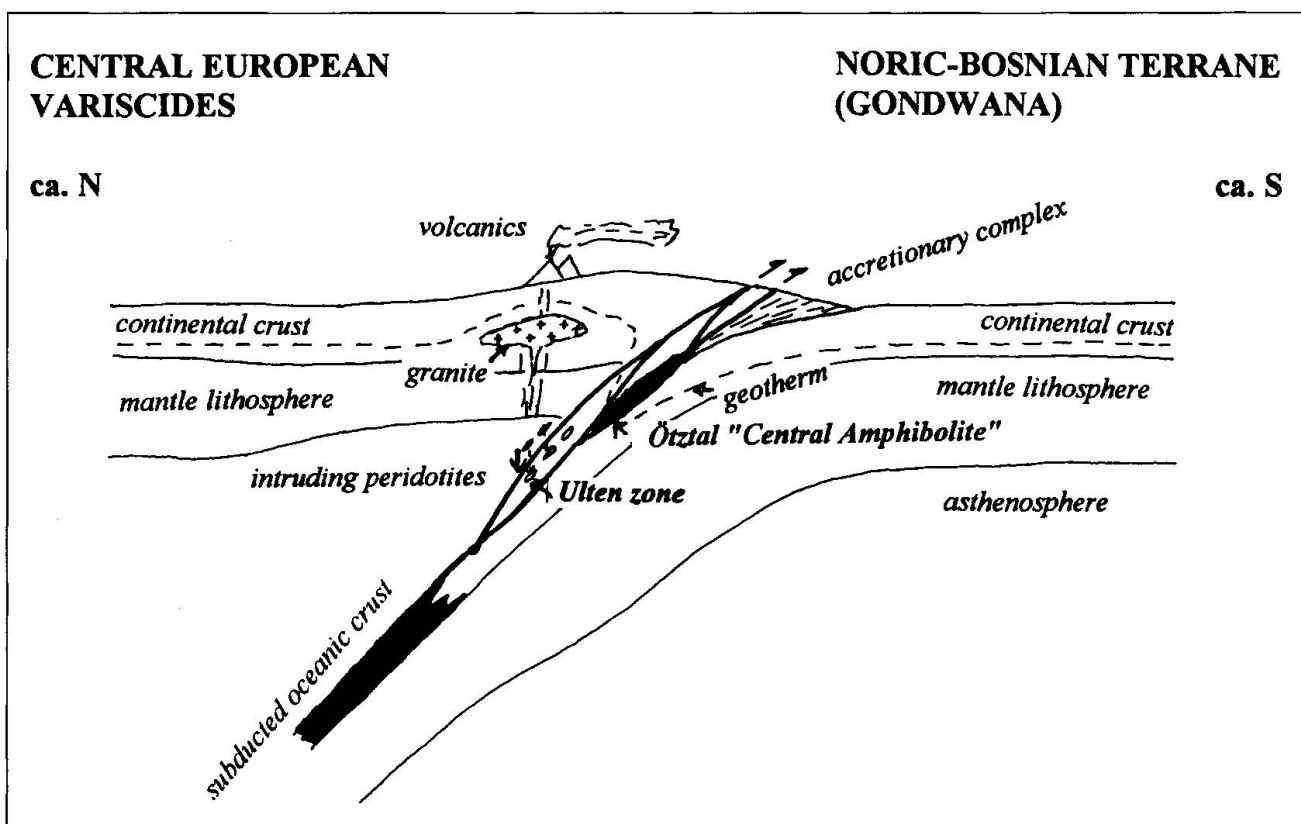 CENTRAL EUROPEAN
VARISCIDES
NORIC-BOSNIAN TERRANE
(GONDWANA)
ca. N
ca. S
volcanics
accretionary complex
continental crust
continental crust
granite
geotherm
mantle lithosphere
mantle lithosphere
Ötztal "Central Amphibolite"
intruding peridotites
Ulten zone
asthenosphere
subducted oceanic crust